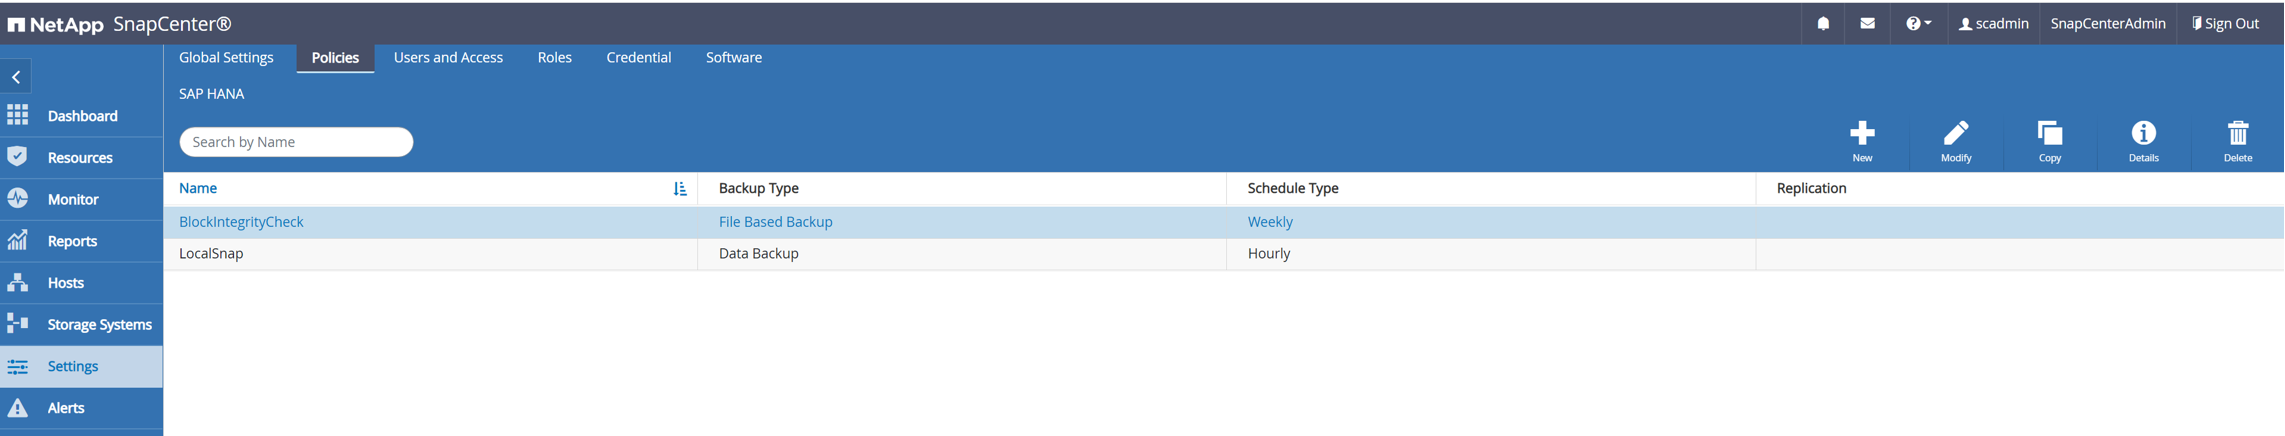 NetApp SnapCenter® scadmin SnapCenterAdmin Sign Out
Global Settings Policies Users and Access Roles Credential Software
SAP HANA
Search by Name
New Modify Copy Details Delete
Dashboard
Resources
Monitor
Reports
Hosts
Storage Systems
Settings
Alerts
Name Backup Type Schedule Type Replication
BlockIntegrityCheck File Based Backup Weekly
LocalSnap Data Backup Hourly